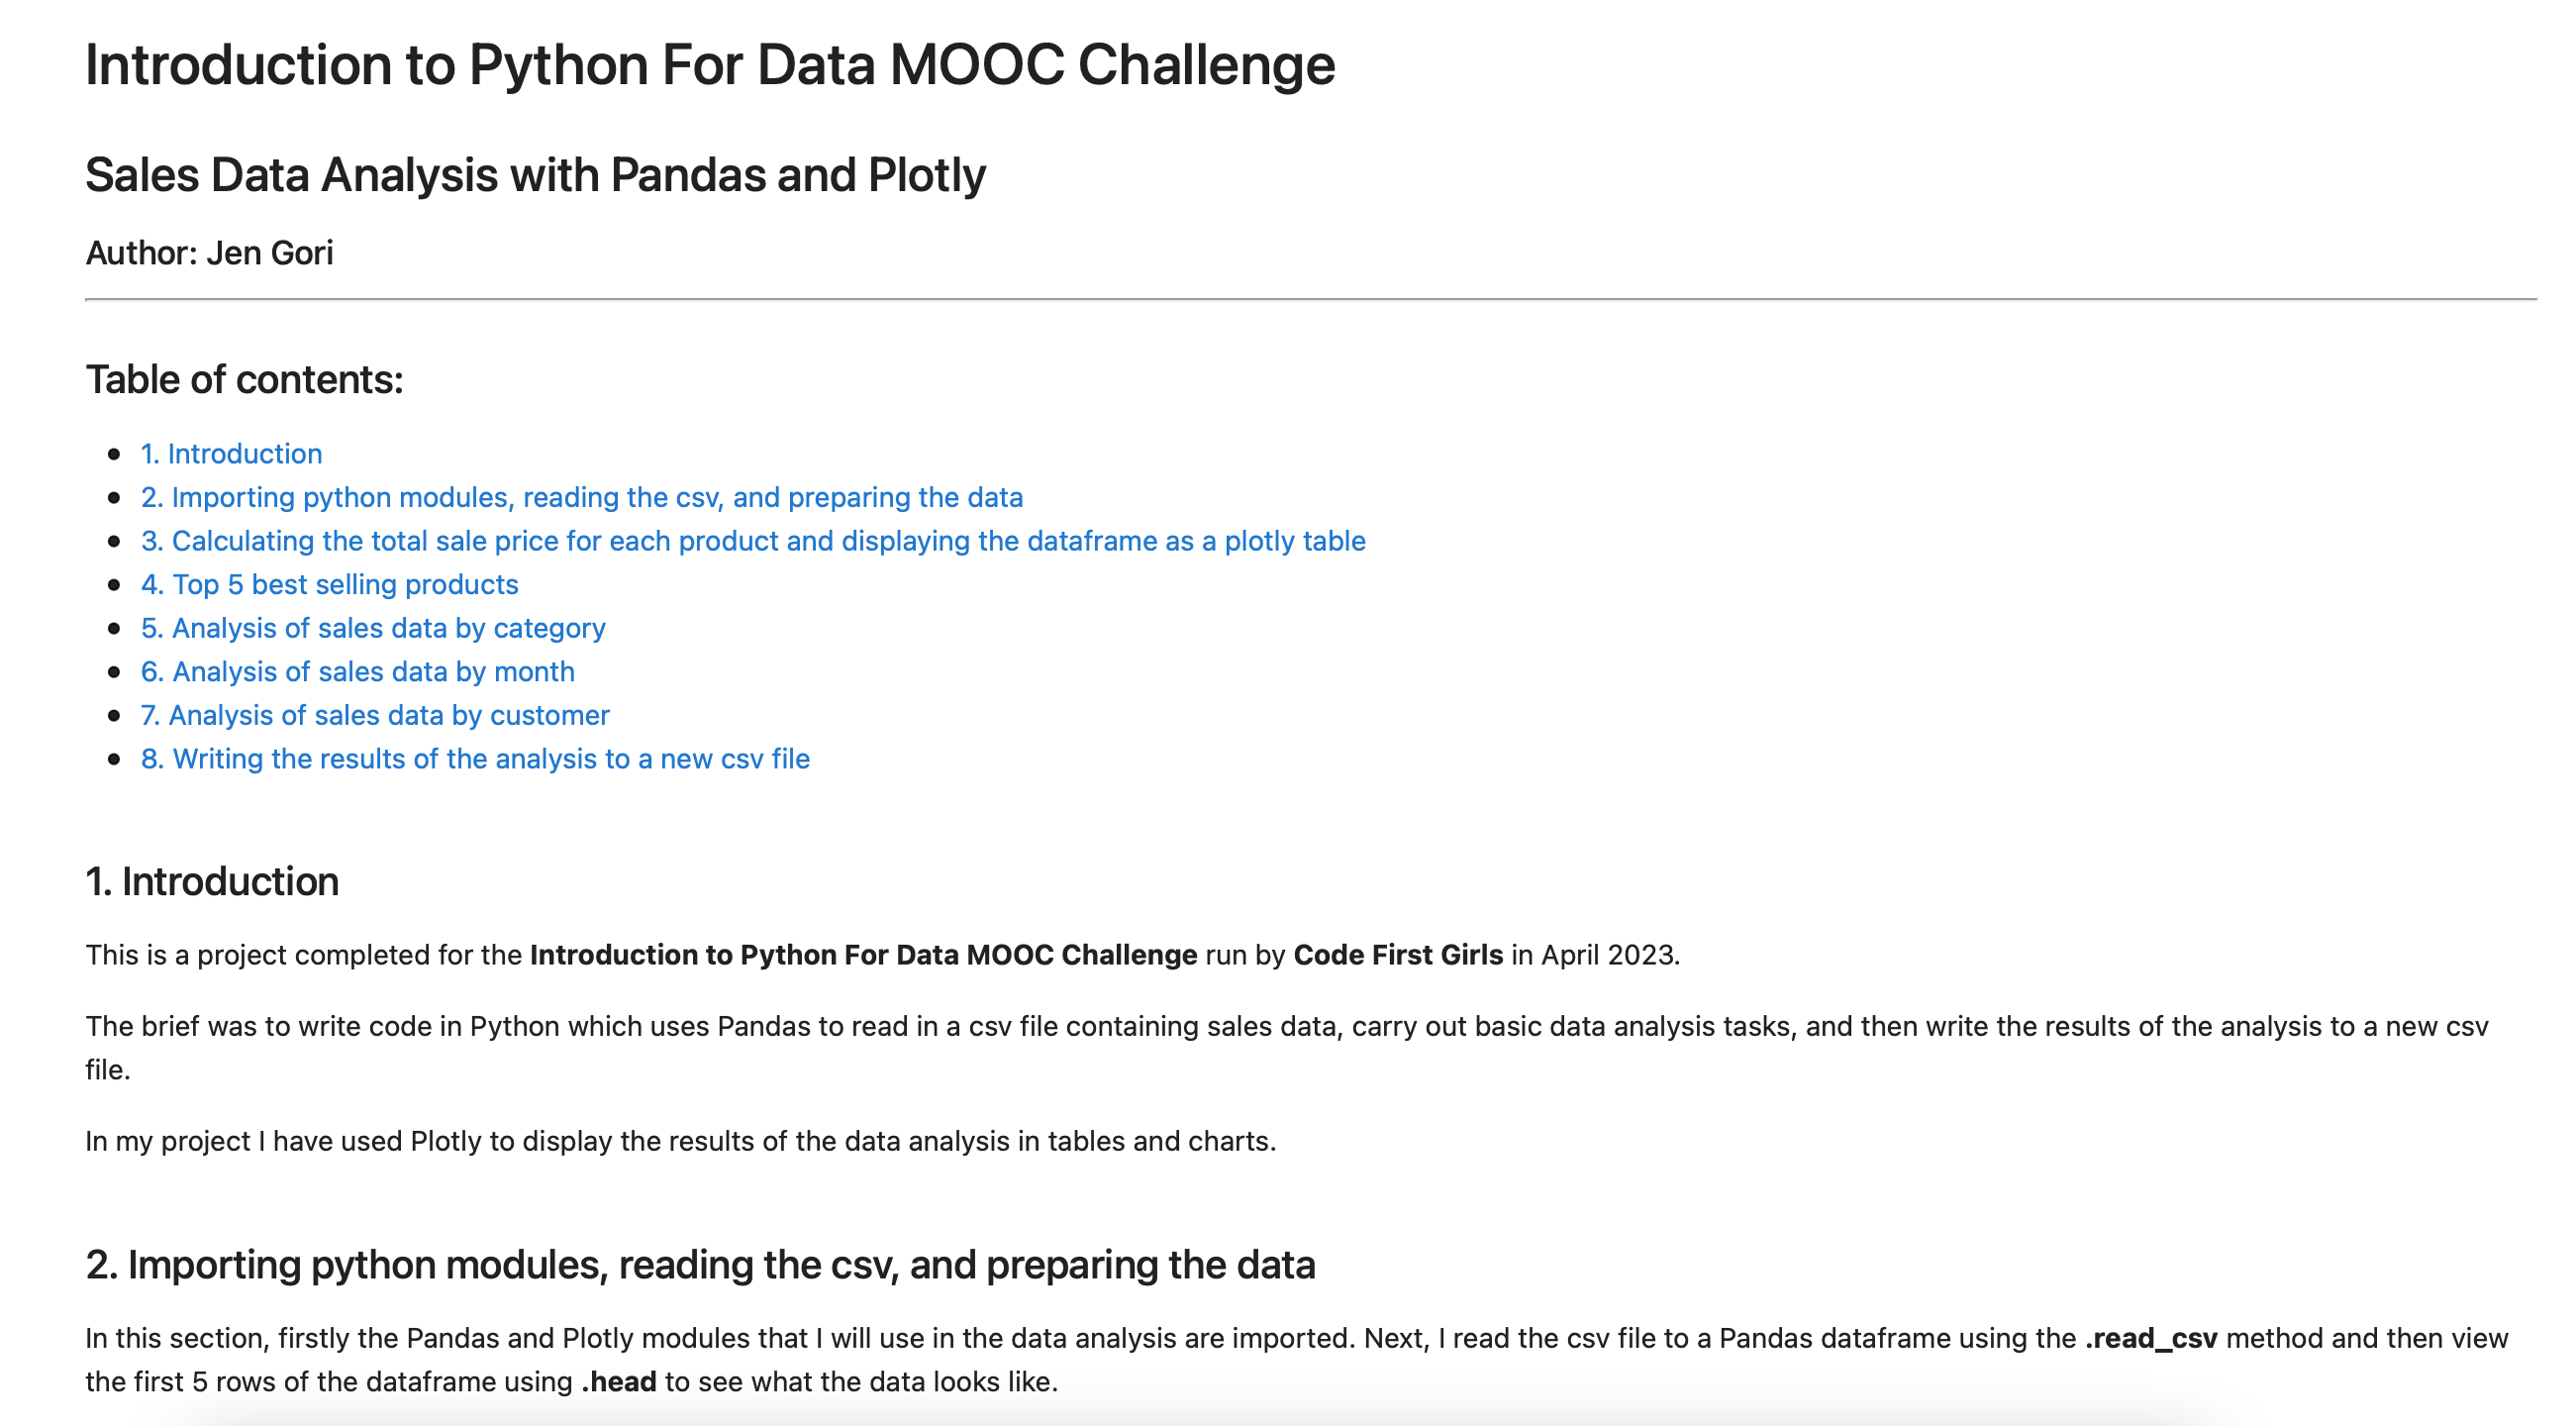 Introduction to Python For Data MOOC Challenge
Sales Data Analysis with Pandas and Plotly
Author: Jen Gori
Table of contents:
1. Introduction
2. Importing python modules, reading the csv, and preparing the data
3. Calculating the total sale price for each product and displaying the dataframe as a plotly table
4. Top 5 best selling products
5. Analysis of sales data by category
6. Analysis of sales data by month
7. Analysis of sales data by customer
8. Writing the results of the analysis to a new csv file
1. Introduction
This is a project completed for the Introduction to Python For Data MOOC Challenge run by Code First Girls in April 2023.
The brief was to write code in Python which uses Pandas to read in a csv file containing sales data, carry out basic data analysis tasks, and then write the results of the analysis to a new csv
file.
In my project I have used Plotly to display the results of the data analysis in tables and charts.
2. Importing python modules, reading the csv, and preparing the data
In this section, firstly the Pandas and Plotly modules that I will use in the data analysis are imported. Next, I read the csv file to a Pandas dataframe using the .read_csv method and then view
the first 5 rows of the dataframe using .head to see what the data looks like.